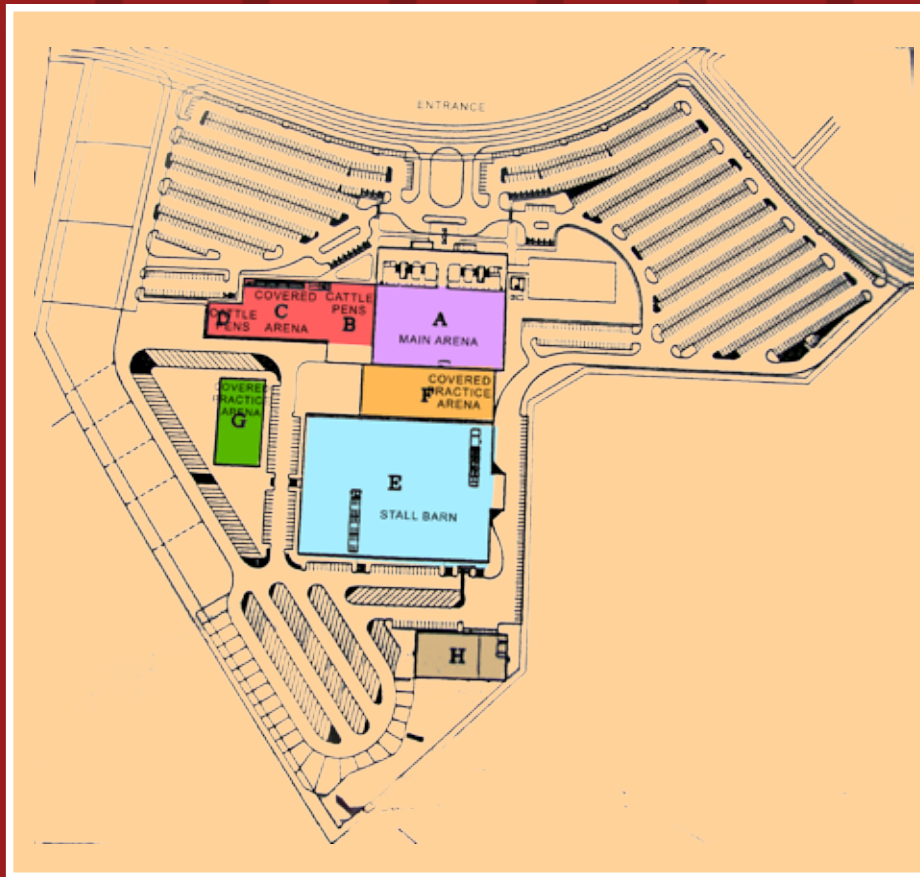 ENTRANCE
COVERED
ARENA
C
CATTLE
PENS
B
D
CATTLE
PENS
A
MAIN ARENA
COVERED
PRACTICE
ARENA
F
COVERED
PRACTICE
ARENA
G
E
STALL BARN
H